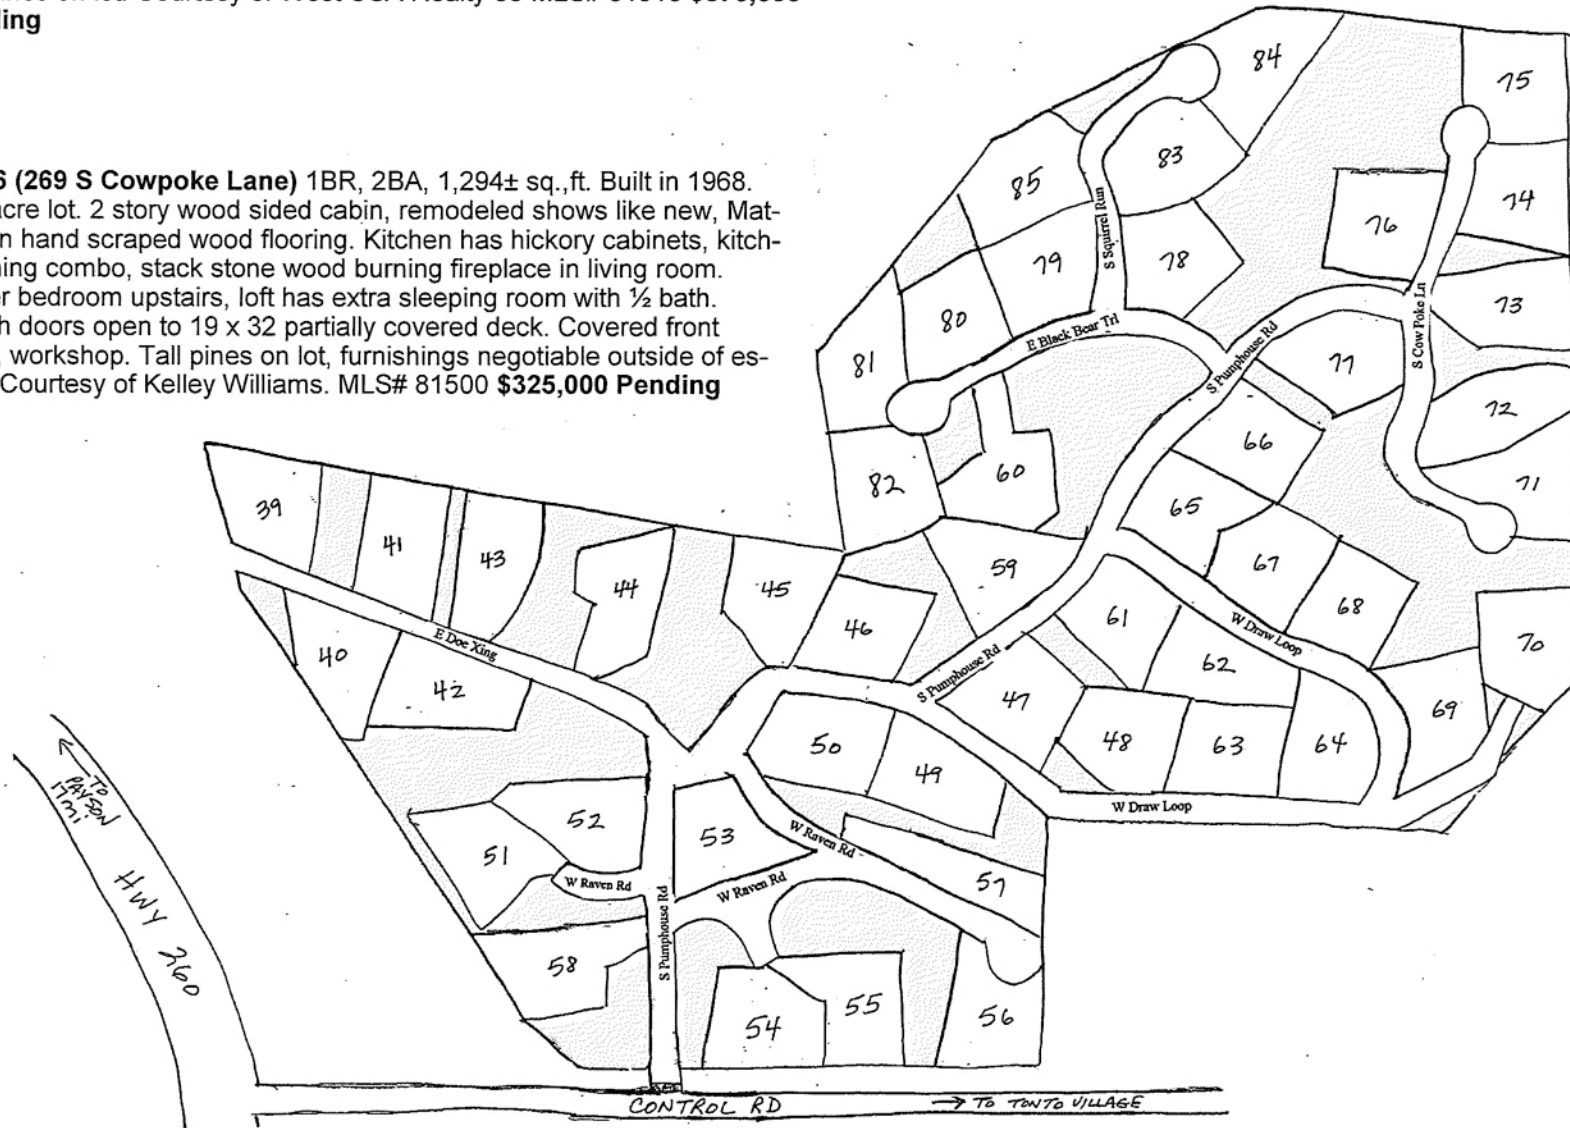 ling
6 (269 S Cowpoke Lane) 1BR, 2BA, 1,294± sq.,ft. Built in 1968.
acre lot. 2 story wood sided cabin, remodeled shows like new, Mat-
n hand scraped wood flooring. Kitchen has hickory cabinets, kitch-
ing combo, stack stone wood burning fireplace in living room.
r bedroom upstairs, loft has extra sleeping room with ½ bath.
h doors open to 19 x 32 partially covered deck. Covered front
workshop. Tall pines on lot, furnishings negotiable outside of es-
Courtesy of Kelley Williams. MLS# 81500 $325,000 Pending
84
75
83
85
74
76
S Squirrel Run
79
78
73
80
E Black Bear Trl
S Pumphouse Rd
S Cow Poke Ln
81
77
72
66
60
82
71
39
65
41
43
67
59
44
45
68
46
61
W Draw Loop
E Doe Xing
40
62
70
42
S Pumphouse Rd
47
69
50
48
63
64
49
W Draw Loop
52
53
W Raven Rd
51
W Raven Rd
W Raven Rd
57
S Pumphouse Rd
58
54
55
56
TO
PAYSON
17mi
HWY 260
CONTROL RD
→ TO TONTO VILLAGE